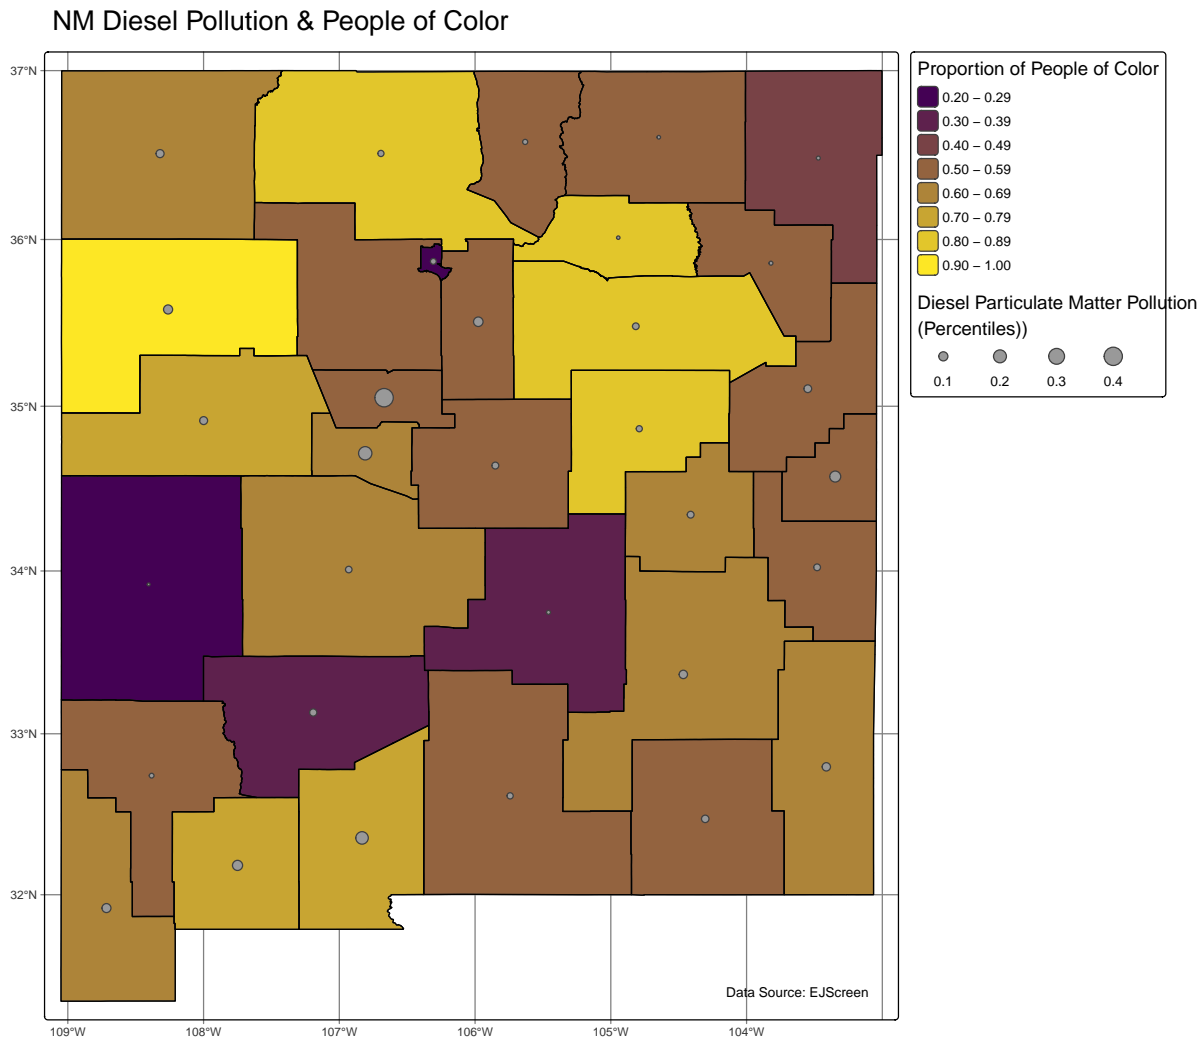 NM Diesel Pollution & People of Color
37°N
36°N
35°N
34°N
33°N
32°N
109°W
108°W
107°W
106°W
105°W
104°W
Data Source: EJScreen
Proportion of People of Color
0.20 – 0.29
0.30 – 0.39
0.40 – 0.49
0.50 – 0.59
0.60 – 0.69
0.70 – 0.79
0.80 – 0.89
0.90 – 1.00
Diesel Particulate Matter Pollution
(Percentiles))
0.1 0.2 0.3 0.4